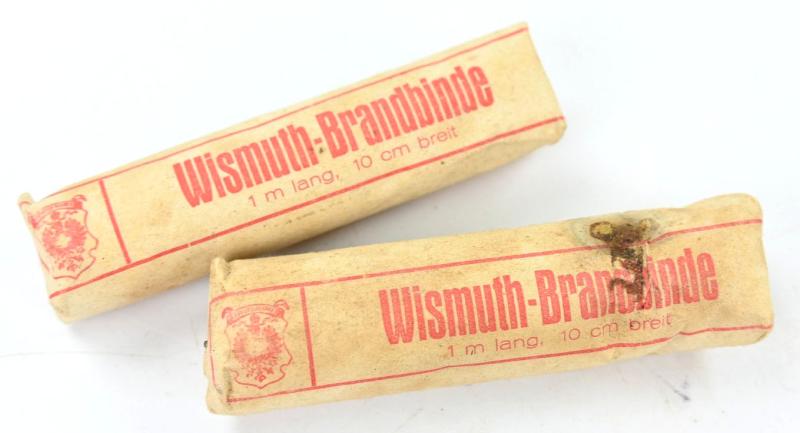 Wismuth-Brandbinde
1 m lang, 10 cm breit
Wismuth-Brandbinde
1 m lang, 10 cm breit